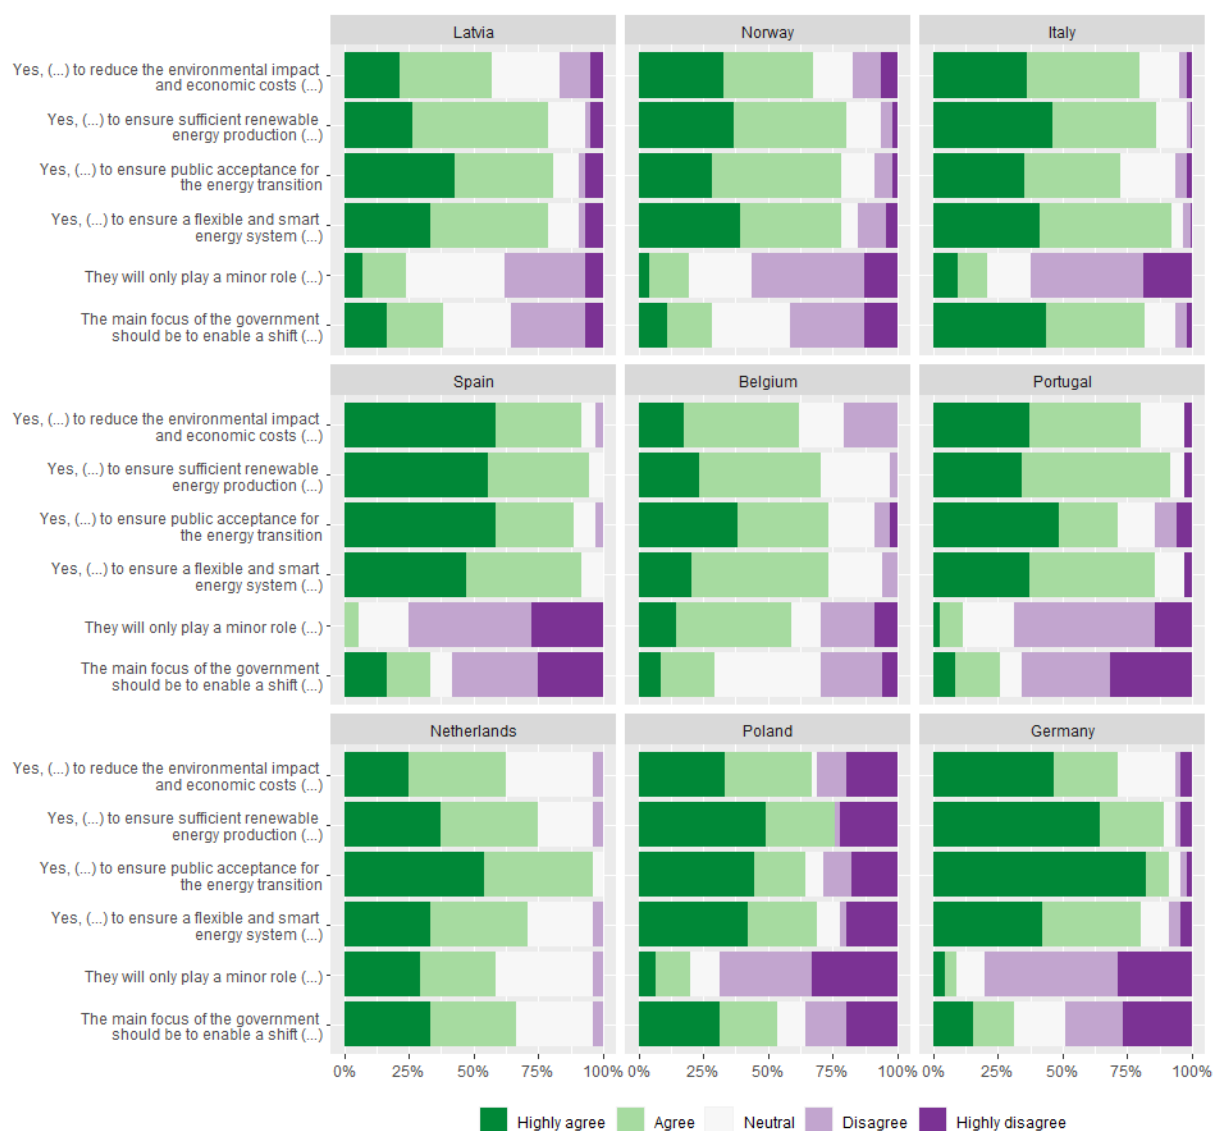 Latvia
Norway
Italy
Yes, (...) to reduce the environmental impact
and economic costs (...)
Yes, (...) to ensure sufficient renewable
energy production (...)
Yes, (...) to ensure public acceptance for
the energy transition
Yes, (...) to ensure a flexible and smart
energy system (...)
They will only play a minor role (...)
The main focus of the government
should be to enable a shift (...)
Spain
Belgium
Portugal
Yes, (...) to reduce the environmental impact
and economic costs (...)
Yes, (...) to ensure sufficient renewable
energy production (...)
Yes, (...) to ensure public acceptance for
the energy transition
Yes, (...) to ensure a flexible and smart
energy system (...)
They will only play a minor role (...)
The main focus of the government
should be to enable a shift (...)
Netherlands
Poland
Germany
Yes, (...) to reduce the environmental impact
and economic costs (...)
Yes, (...) to ensure sufficient renewable
energy production (...)
Yes, (...) to ensure public acceptance for
the energy transition
Yes, (...) to ensure a flexible and smart
energy system (...)
They will only play a minor role (...)
The main focus of the government
should be to enable a shift (...)
0% 25% 50% 75% 100%
0% 25% 50% 75% 100%
0% 25% 50% 75% 100%
Highly agree Agree Neutral Disagree Highly disagree